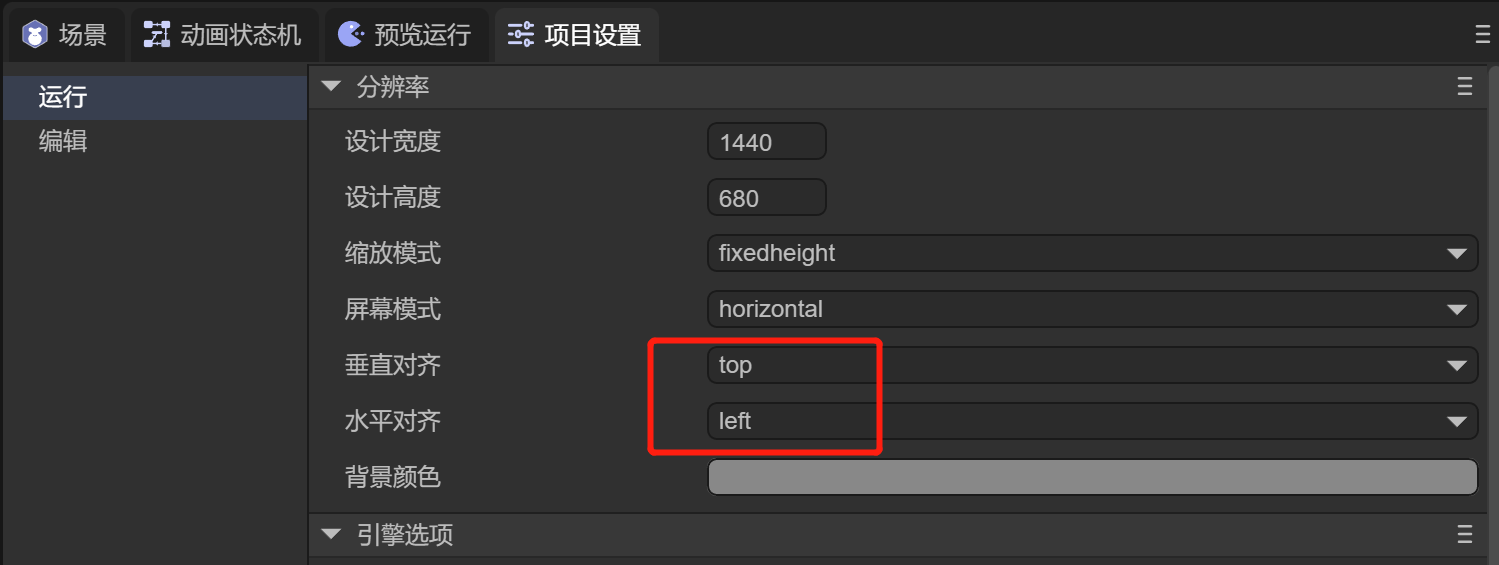 场景 动画状态机 预览运行 项目设置
运行
编辑
分辨率
设计宽度 1440
设计高度 680
缩放模式 fixedheight
屏幕模式 horizontal
垂直对齐 top
水平对齐 left
背景颜色
引擎选项